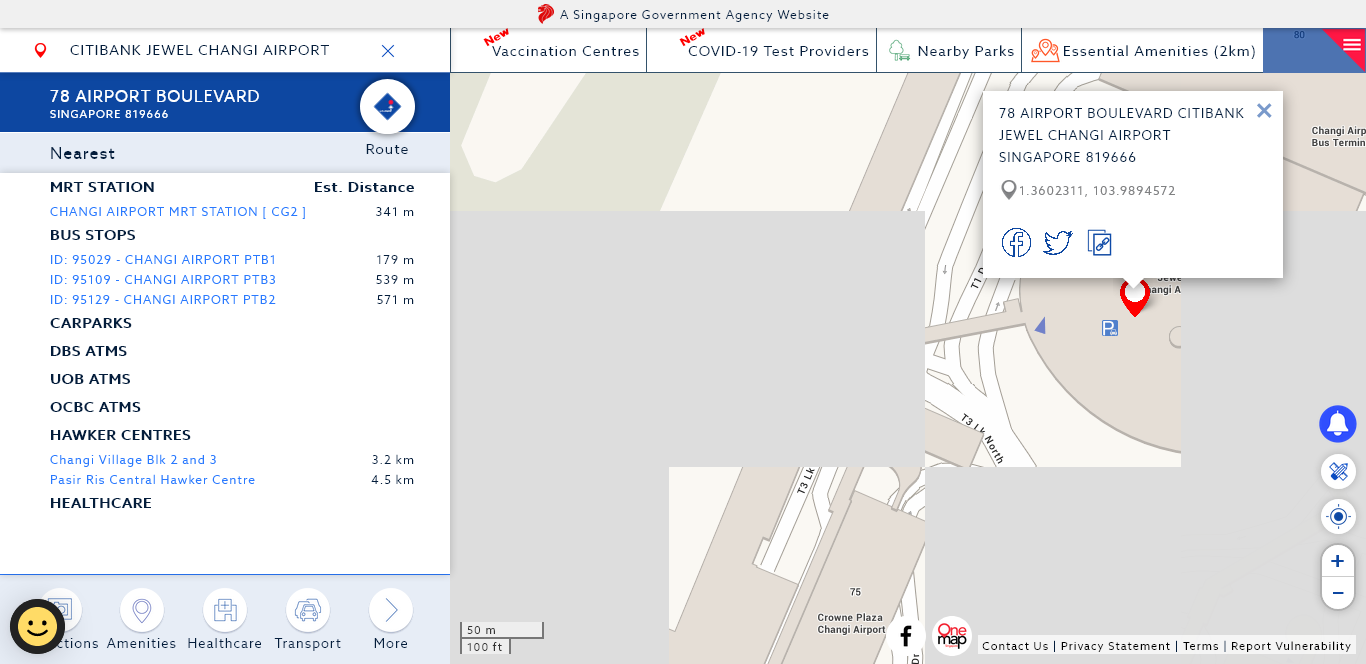 A Singapore Government Agency Website
CITIBANK JEWEL CHANGI AIRPORT
New
Vaccination Centres
New
COVID-19 Test Providers
Nearby Parks
Essential Amenities (2km)
80
78 AIRPORT BOULEVARD
SINGAPORE 819666
Route
Nearest
MRT STATION Est. Distance
CHANGI AIRPORT MRT STATION [ CG2 ] 341 m
BUS STOPS
ID: 95029 - CHANGI AIRPORT PTB1 179 m
ID: 95109 - CHANGI AIRPORT PTB3 539 m
ID: 95129 - CHANGI AIRPORT PTB2 571 m
CARPARKS
DBS ATMS
UOB ATMS
OCBC ATMS
HAWKER CENTRES
Changi Village Blk 2 and 3 3.2 km
Pasir Ris Central Hawker Centre 4.5 km
HEALTHCARE
ctions Amenities Healthcare Transport More
78 AIRPORT BOULEVARD CITIBANK
JEWEL CHANGI AIRPORT
SINGAPORE 819666
1.3602311, 103.9894572
Changi Airp
Bus Termin
T1
P
T3 Lk North
T3 Lk
75
Crowne Plaza
Changi Airport
Dr
50 m
100 ft
One
map
Contact Us | Privacy Statement | Terms | Report Vulnerability